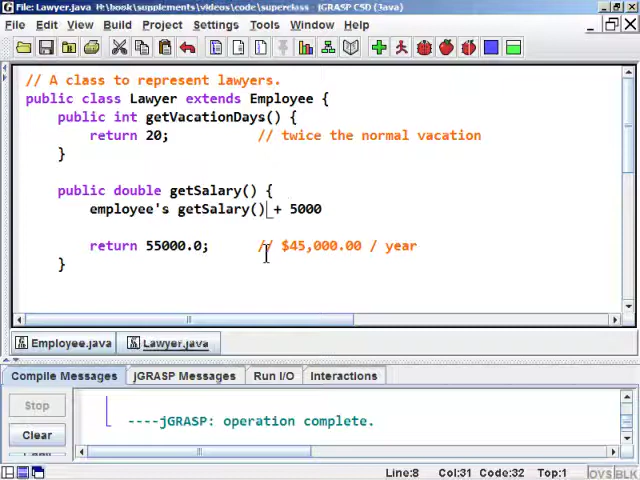 File: Lawyer.java H:\book\supplements\videos\code\superclass - jGRASP CSD (Java)
File Edit View Build Project Settings Tools Window Help
// A class to represent lawyers.
public class Lawyer extends Employee {
public int getVacationDays() {
return 20; // twice the normal vacation
}
public double getSalary() {
employee's getSalary() + 5000
return 55000.0; // $45,000.00 / year
}
Employee.java Lawyer.java
Compile Messages jGRASP Messages Run I/O Interactions
Stop
Clear
----jGRASP: operation complete.
Line:8 Col:31 Code:32 Top:1 OVS BLK